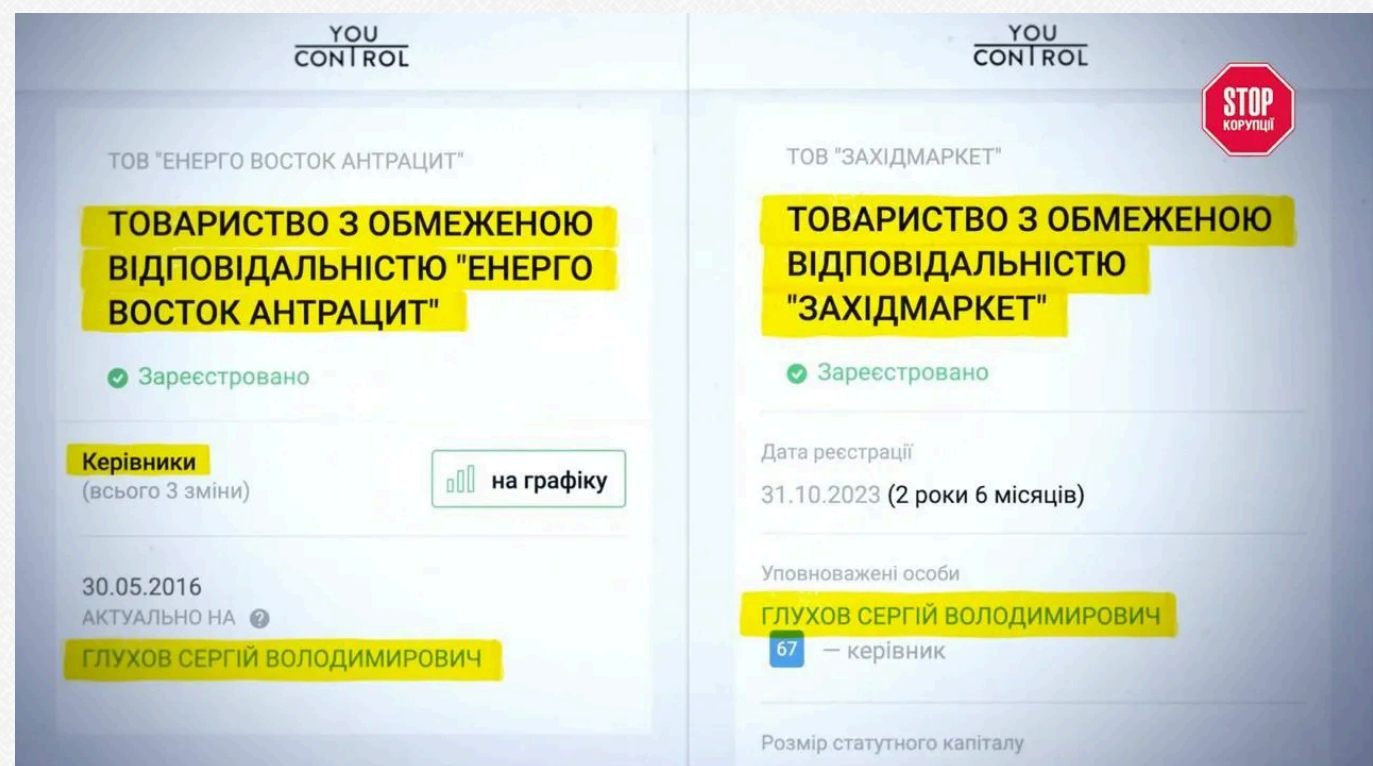 YOU
CONTROL
ТОВ "ЕНЕРГО ВОСТОК АНТРАЦИТ"
ТОВАРИСТВО З ОБМЕЖЕНОЮ
ВІДПОВІДАЛЬНІСТЮ "ЕНЕРГО
ВОСТОК АНТРАЦИТ"
Зареєстровано
Керівники
(всього 3 зміни)
на графіку
30.05.2016
АКТУАЛЬНО НА ?
ГЛУХОВ СЕРГІЙ ВОЛОДИМИРОВИЧ
YOU
CONTROL
STOP
КОРУПЦІЇ
ТОВ "ЗАХІДМАРКЕТ"
ТОВАРИСТВО З ОБМЕЖЕНОЮ
ВІДПОВІДАЛЬНІСТЮ
"ЗАХІДМАРКЕТ"
Зареєстровано
Дата реєстрації
31.10.2023 (2 роки 6 місяців)
Уповноважені особи
ГЛУХОВ СЕРГІЙ ВОЛОДИМИРОВИЧ
67 — керівник
Розмір статутного капіталу